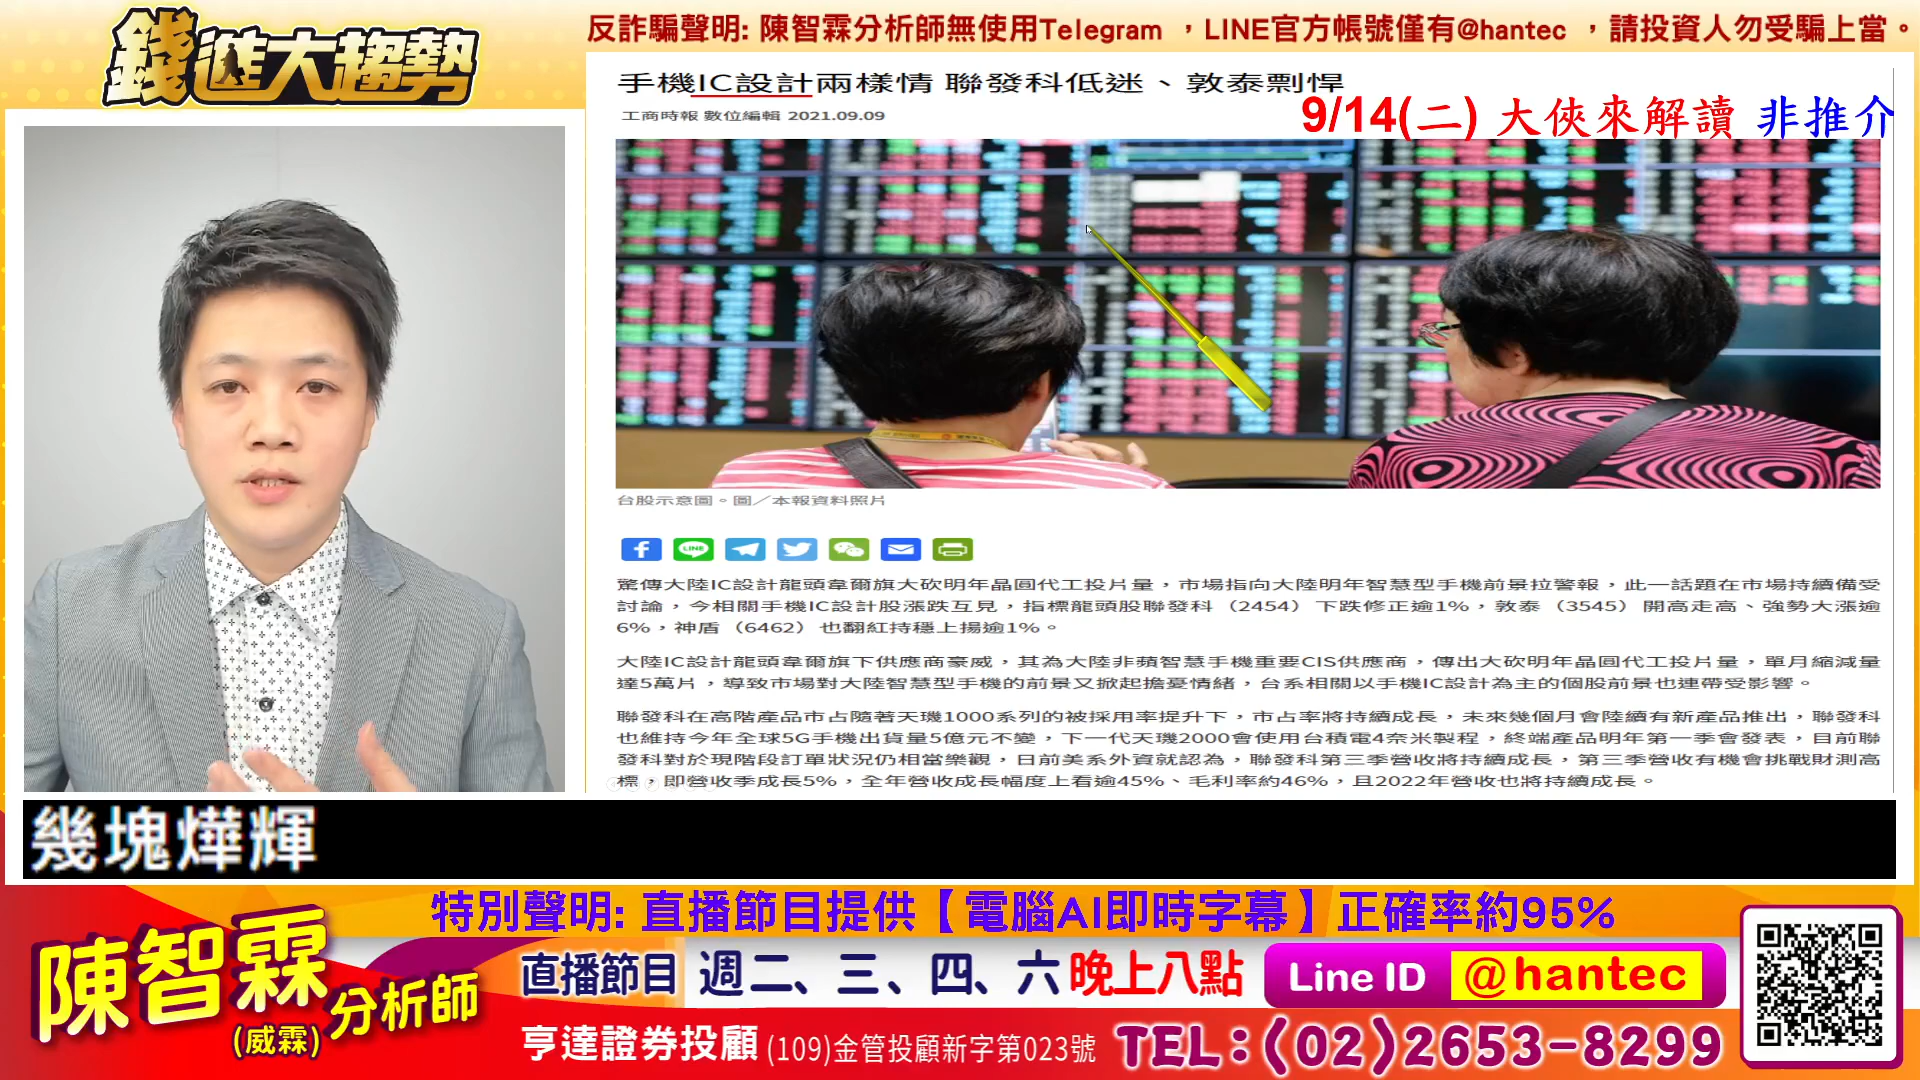 錢進大趨勢
反詐騙聲明: 陳智霖分析師無使用Telegram ，LINE官方帳號僅有@hantec ，請投資人勿受騙上當。
手機IC設計兩樣情 聯發科低迷、敦泰剽悍
工商時報 數位編輯 2021.09.09
9/14(二) 大俠來解讀 非推介
台股示意圖。圖／本報資料照片
LINE
驚傳大陸IC設計龍頭韋爾旗大砍明年晶圓代工投片量，市場指向大陸明年智慧型手機前景拉警報，此一話題在市場持續備受
討論，今相關手機IC設計股漲跌互見，指標龍頭股聯發科（2454）下跌修正逾1%，敦泰（3545）開高走高、強勢大漲逾
6%，神盾（6462）也翻紅持穩上揚逾1%。
大陸IC設計龍頭韋爾旗下供應商豪威，其為大陸非蘋智慧手機重要CIS供應商，傳出大砍明年晶圓代工投片量，單月縮減量
達5萬片，導致市場對大陸智慧型手機的前景又掀起擔憂情緒，台系相關以手機IC設計為主的個股前景也連帶受影響。
聯發科在高階產品市占隨著天璣1000系列的被採用率提升下，市占率將持續成長，未來幾個月會陸續有新產品推出，聯發科
也維持今年全球5G手機出貨量5億元不變，下一代天璣2000會使用台積電4奈米製程，終端產品明年第一季會發表，目前聯
發科對於現階段訂單狀況仍相當樂觀，日前美系外資就認為，聯發科第三季營收將持續成長，第三季營收有機會挑戰財測高
標，即營收季成長5%，全年營收成長幅度上看逾45%、毛利率約46%，且2022年營收也將持續成長。
幾塊燁輝
特別聲明: 直播節目提供【電腦AI即時字幕】正確率約95%
陳智霖分析師
(威霖)
直播節目 週二、三、四、六 晚上八點
Line ID @hantec
亨達證券投顧 (109)金管投顧新字第023號 TEL:(02)2653-8299